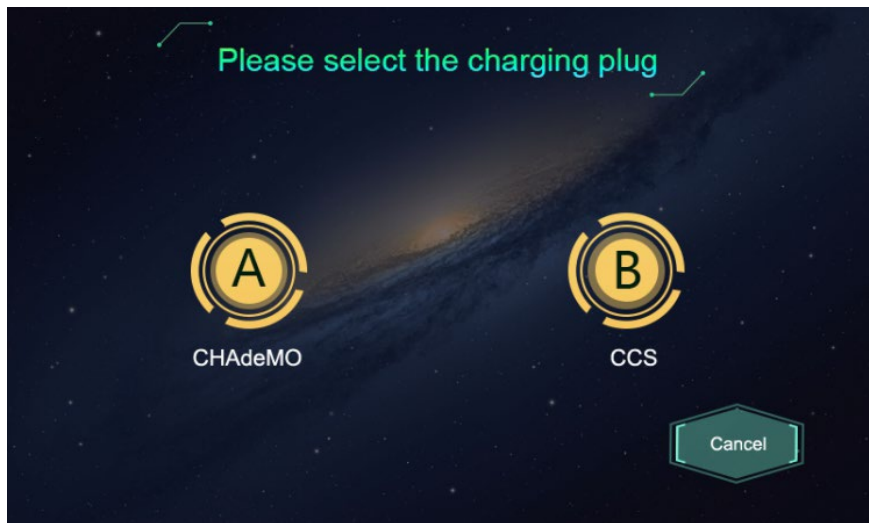 Please select the charging plug
A
B
CHAdeMO
CCS
Cancel